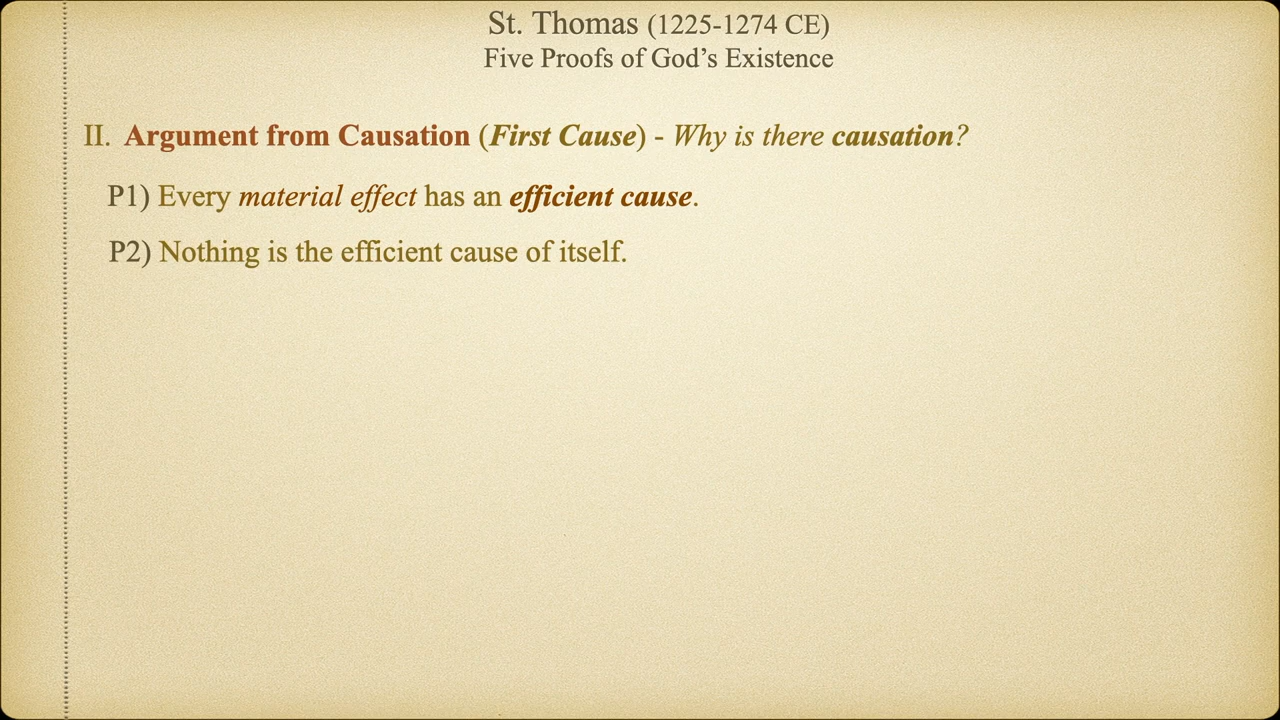 St. Thomas (1225-1274 CE)
Five Proofs of God’s Existence
II. Argument from Causation (First Cause) - Why is there causation?
P1) Every material effect has an efficient cause.
P2) Nothing is the efficient cause of itself.